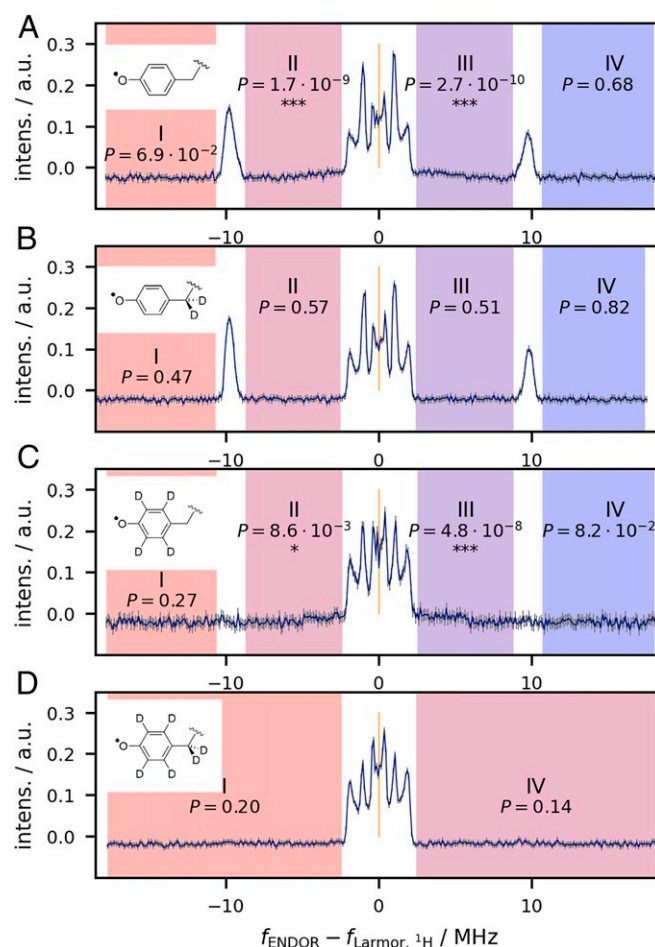 A
intens. / a.u.
0.3
0.2
0.1
0.0
•O
I
P = 6.9 · 10⁻²
II
P = 1.7 · 10⁻⁹
***
III
P = 2.7 · 10⁻¹⁰
***
IV
P = 0.68
−10 0 10
B
intens. / a.u.
0.3
0.2
0.1
0.0
•O
D
D
I
P = 0.47
II
P = 0.57
III
P = 0.51
IV
P = 0.82
−10 0 10
C
intens. / a.u.
0.3
0.2
0.1
0.0
D D
•O
D D
I
P = 0.27
II
P = 8.6 · 10⁻³
*
III
P = 4.8 · 10⁻⁸
***
IV
P = 8.2 · 10⁻²
−10 0 10
D
intens. / a.u.
0.3
0.2
0.1
0.0
D D
•O
D
D
D D
I
P = 0.20
IV
P = 0.14
−10 0 10
fENDOR − fLarmor, ¹H / MHz